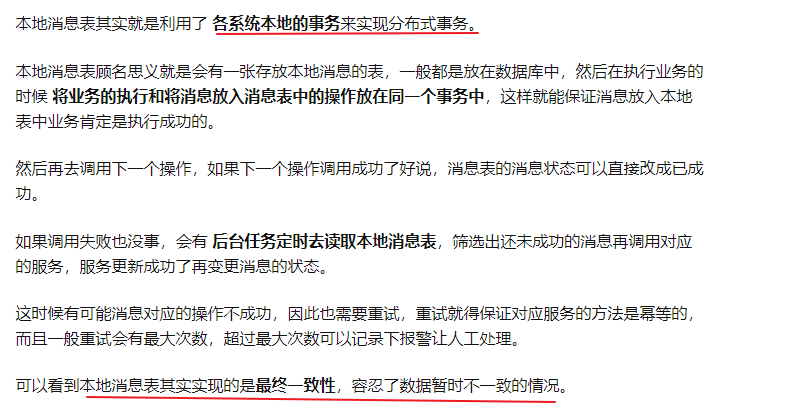 本地消息表其实就是利用了 各系统本地的事务来实现分布式事务。
本地消息表顾名思义就是会有一张存放本地消息的表，一般都是放在数据库中，然后在执行业务的
时候 将业务的执行和将消息放入消息表中的操作放在同一个事务中，这样就能保证消息放入本地
表中业务肯定是执行成功的。
然后再去调用下一个操作，如果下一个操作调用成功了好说，消息表的消息状态可以直接改成已成
功。
如果调用失败也没事，会有 后台任务定时去读取本地消息表，筛选出还未成功的消息再调用对应
的服务，服务更新成功了再变更消息的状态。
这时候有可能消息对应的操作不成功，因此也需要重试，重试就得保证对应服务的方法是幂等的，
而且一般重试会有最大次数，超过最大次数可以记录下报警让人工处理。
可以看到本地消息表其实实现的是最终一致性，容忍了数据暂时不一致的情况。